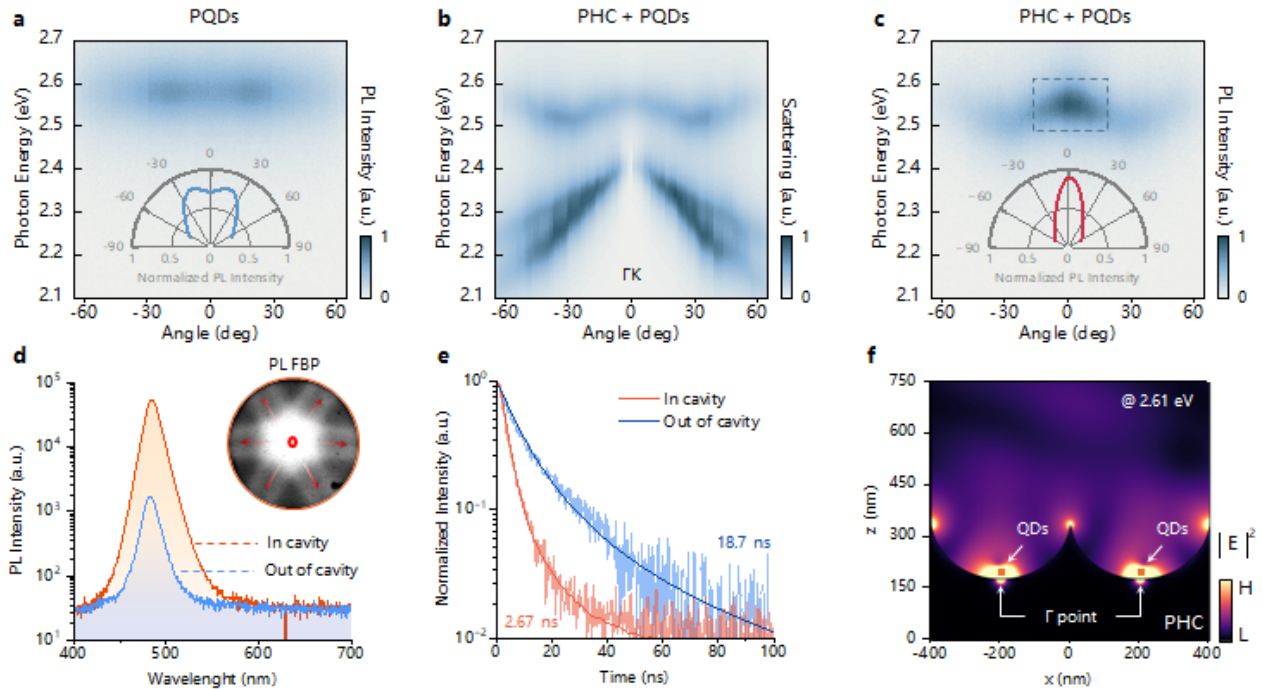 a
PQDs
2.7
2.6
2.5
2.4
2.3
2.2
2.1
Photon Energy (eV)
-60
-30
0
30
60
Angle (deg)
0
-30
30
-60
60
-90
90
1
0.5
0
0.5
1
Normalized PL Intensity
PL Intensity (a.u.)
1
0
b
PHC + PQDs
2.7
2.6
2.5
2.4
2.3
2.2
2.1
Photon Energy (eV)
ΓK
-60
-30
0
30
60
Angle (deg)
Scattering (a.u.)
1
0
c
PHC + PQDs
2.7
2.6
2.5
2.4
2.3
2.2
2.1
Photon Energy (eV)
0
-30
30
-60
60
-90
90
1
0.5
0
0.5
1
Normalized PL Intensity
-60
-30
0
30
60
Angle (deg)
PL Intensity (a.u.)
1
0
d
PL FBP
10⁵
10⁴
10³
10²
10¹
PL Intensity (a.u.)
In cavity
Out of cavity
400
500
600
700
Wavelenght (nm)
e
10⁰
10⁻¹
10⁻²
Normalized Intensity (a.u.)
In cavity
Out of cavity
18.7 ns
2.67 ns
0
20
40
60
80
100
Time (ns)
f
750
600
450
300
150
0
z (nm)
@ 2.61 eV
QDs
QDs
Γ point
PHC
-400
-200
0
200
400
x (nm)
|E|²
H
L